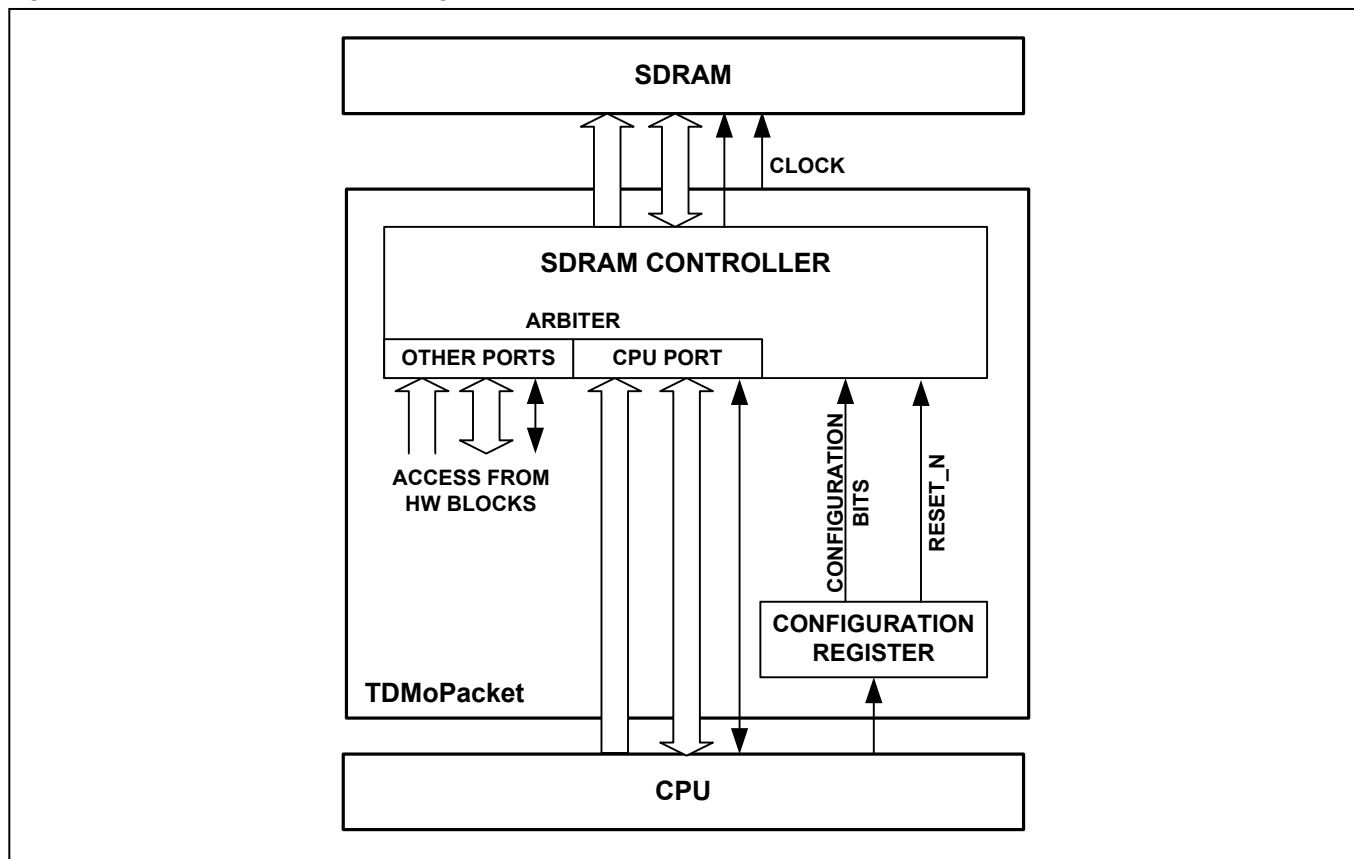 SDRAM
CLOCK
SDRAM CONTROLLER
ARBITER
OTHER PORTS
CPU PORT
ACCESS FROM
HW BLOCKS
CONFIGURATION
BITS
RESET_N
CONFIGURATION
REGISTER
TDMoPacket
CPU